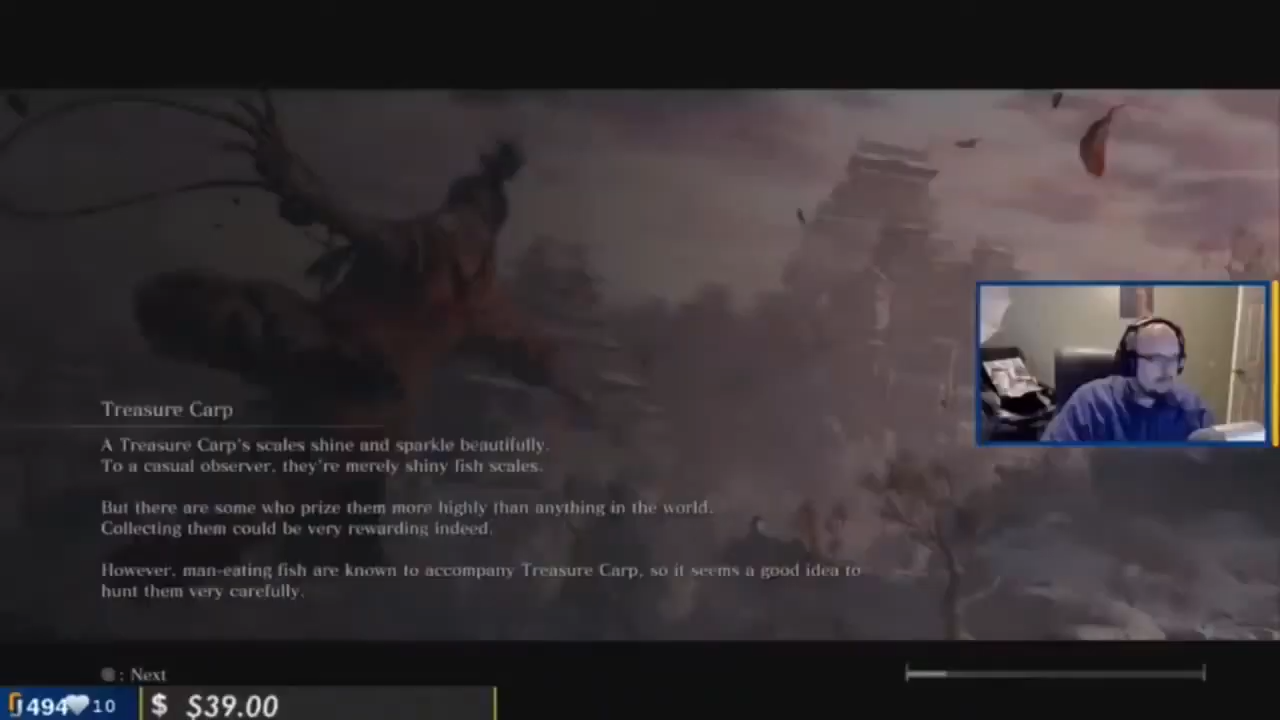 Treasure Carp
A Treasure Carp's scales shine and sparkle beautifully.
To a casual observer, they're merely shiny fish scales.
But there are some who prize them more highly than anything in the world.
Collecting them could be very rewarding indeed.
However, man-eating fish are known to accompany Treasure Carp, so it seems a good idea to
hunt them very carefully.
: Next
494 10 $ $39.00